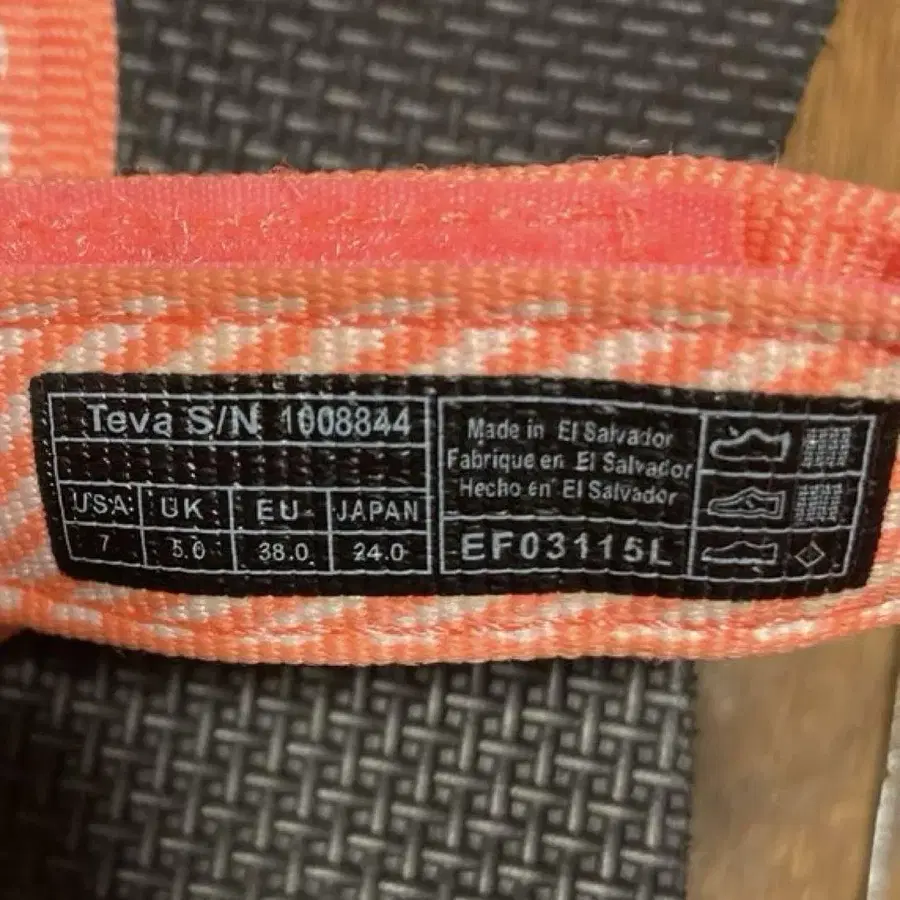 Teva S/N 1008844
USA UK EU JAPAN
7 5.0 38.0 24.0
Made in El Salvador
Fabrique en El Salvador
Hecho en El Salvador
EF03115L